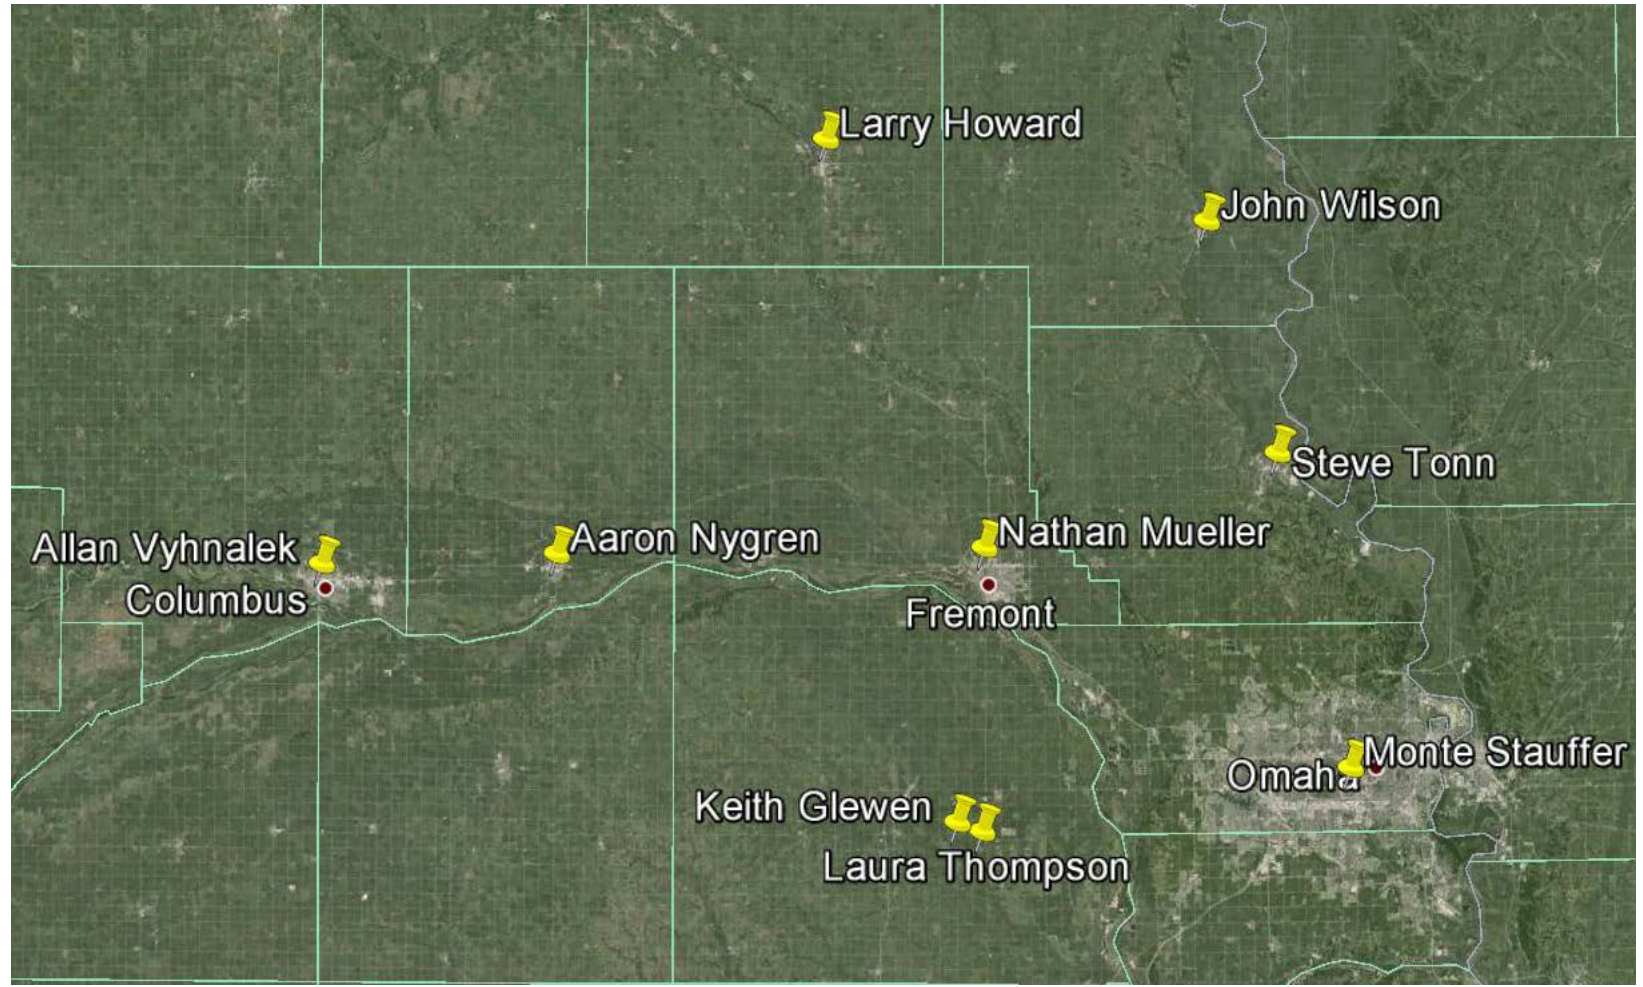 Larry Howard
John Wilson
Steve Tonn
Nathan Mueller
Aaron Nygren
Allan Vyhnalek
Columbus
Fremont
Monte Stauffer
Omaha
Keith Glewen
Laura Thompson